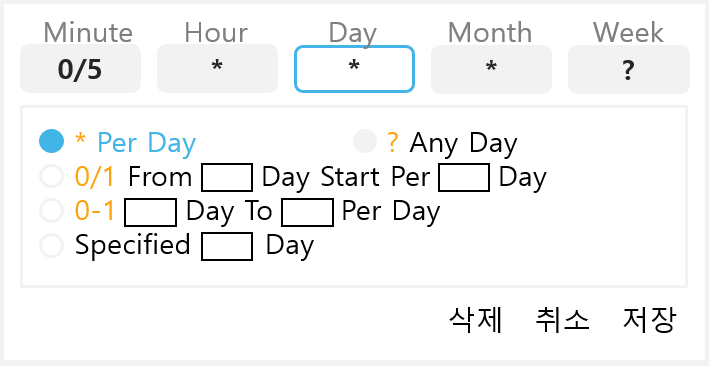 Minute Hour Day Month Week
0/5 * * * ?
* Per Day ? Any Day
0/1 From Day Start Per Day
0-1 Day To Per Day
Specified Day
삭제 취소 저장